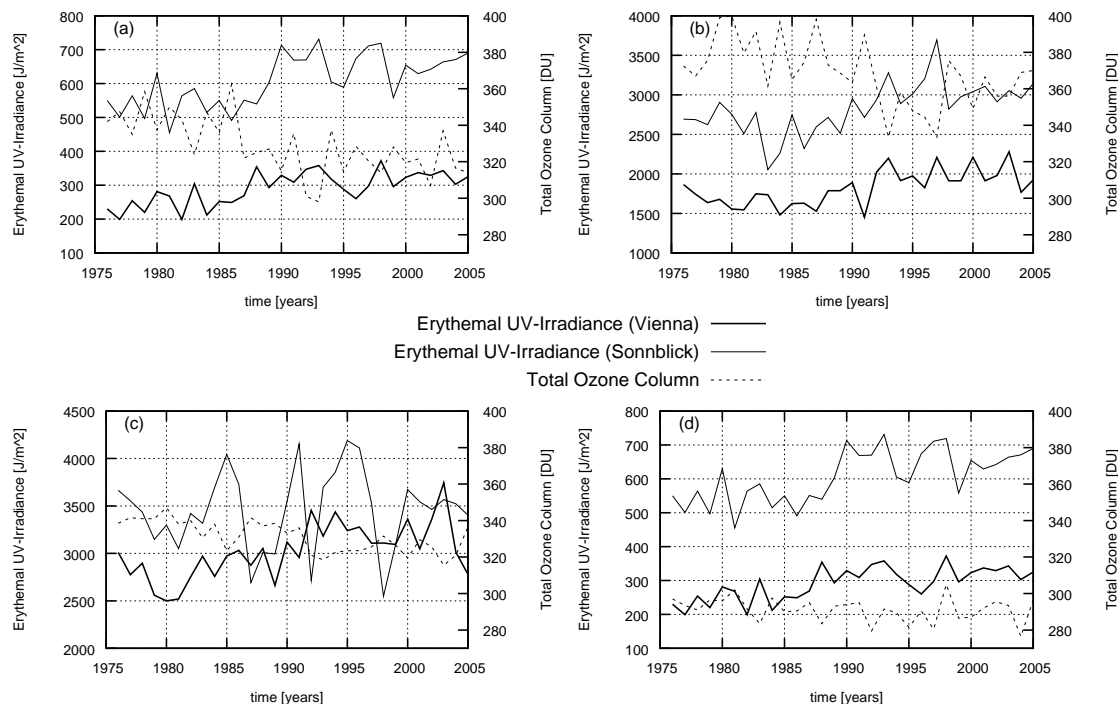 (a)
Erythemal UV-Irradiance [J/m^2]
800
700
600
500
400
300
200
100
400
380
360
340
320
300
280
260
Total Ozone Column [DU]
1975 1980 1985 1990 1995 2000 2005
time [years]
(b)
Erythemal UV-Irradiance [J/m^2]
4000
3500
3000
2500
2000
1500
1000
400
380
360
340
320
300
280
260
Total Ozone Column [DU]
1975 1980 1985 1990 1995 2000 2005
time [years]
Erythemal UV-Irradiance (Vienna)
Erythemal UV-Irradiance (Sonnblick)
Total Ozone Column
(c)
Erythemal UV-Irradiance [J/m^2]
4500
4000
3500
3000
2500
2000
400
380
360
340
320
300
280
260
Total Ozone Column [DU]
1975 1980 1985 1990 1995 2000 2005
time [years]
(d)
Erythemal UV-Irradiance [J/m^2]
800
700
600
500
400
300
200
100
400
380
360
340
320
300
280
260
Total Ozone Column [DU]
1975 1980 1985 1990 1995 2000 2005
time [years]